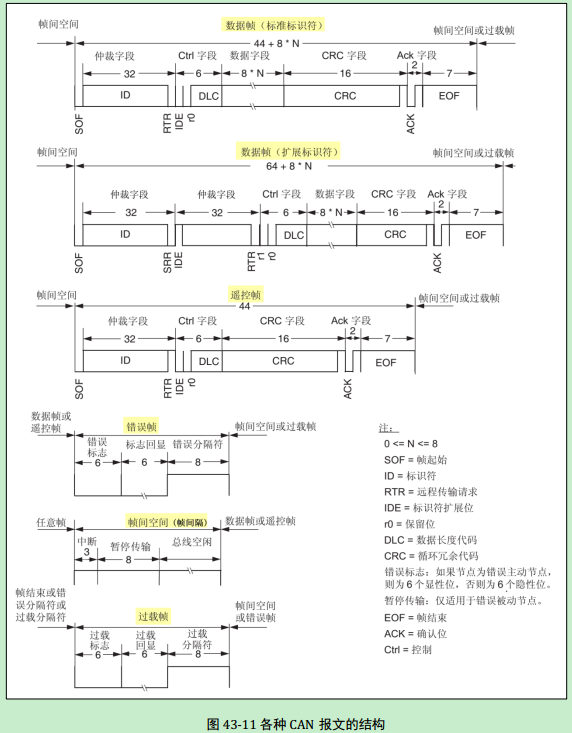 帧间空间
数据帧（标准标识符）
44 + 8 * N
帧间空间或过载帧
仲裁字段 Ctrl 字段 数据字段 CRC 字段 Ack 字段
32 6 8 * N 16 2 7
ID DLC CRC EOF
SOF RTR IDE r0 ACK
帧间空间
数据帧（扩展标识符）
64 + 8 * N
帧间空间或过载帧
仲裁字段 仲裁字段 Ctrl 字段 数据字段 CRC 字段 Ack 字段
32 32 6 8 * N 16 2 7
ID DLC CRC EOF
SOF SRR IDE RTR r1 r0 ACK
帧间空间
遥控帧
44
帧间空间或过载帧
仲裁字段 Ctrl 字段 CRC 字段 Ack 字段
32 6 16 2 7
ID DLC CRC EOF
SOF RTR IDE r0 ACK
数据帧或
遥控帧
错误帧
帧间空间或过载帧
错误
标志 标志回显 错误分隔符
6 6 8
任意帧
帧间空间（帧间隔）
数据帧或遥控帧
中断 暂停传输 总线空闲
3 8
帧结束或错
误分隔符或
过载分隔符
过载帧
帧间空间
或错误帧
过载 过载 过载
标志 回显 分隔符
6 6 8
注：
0 <= N <= 8
SOF = 帧起始
ID = 标识符
RTR = 远程传输请求
IDE = 标识符扩展位
r0 = 保留位
DLC = 数据长度代码
CRC = 循环冗余代码
错误标志：如果节点为错误主动节点，
则为 6 个显性位，否则为 6 个隐性位。
暂停传输：仅适用于错误被动节点。
EOF = 帧结束
ACK = 确认位
Ctrl = 控制
图 43-11 各种 CAN 报文的结构